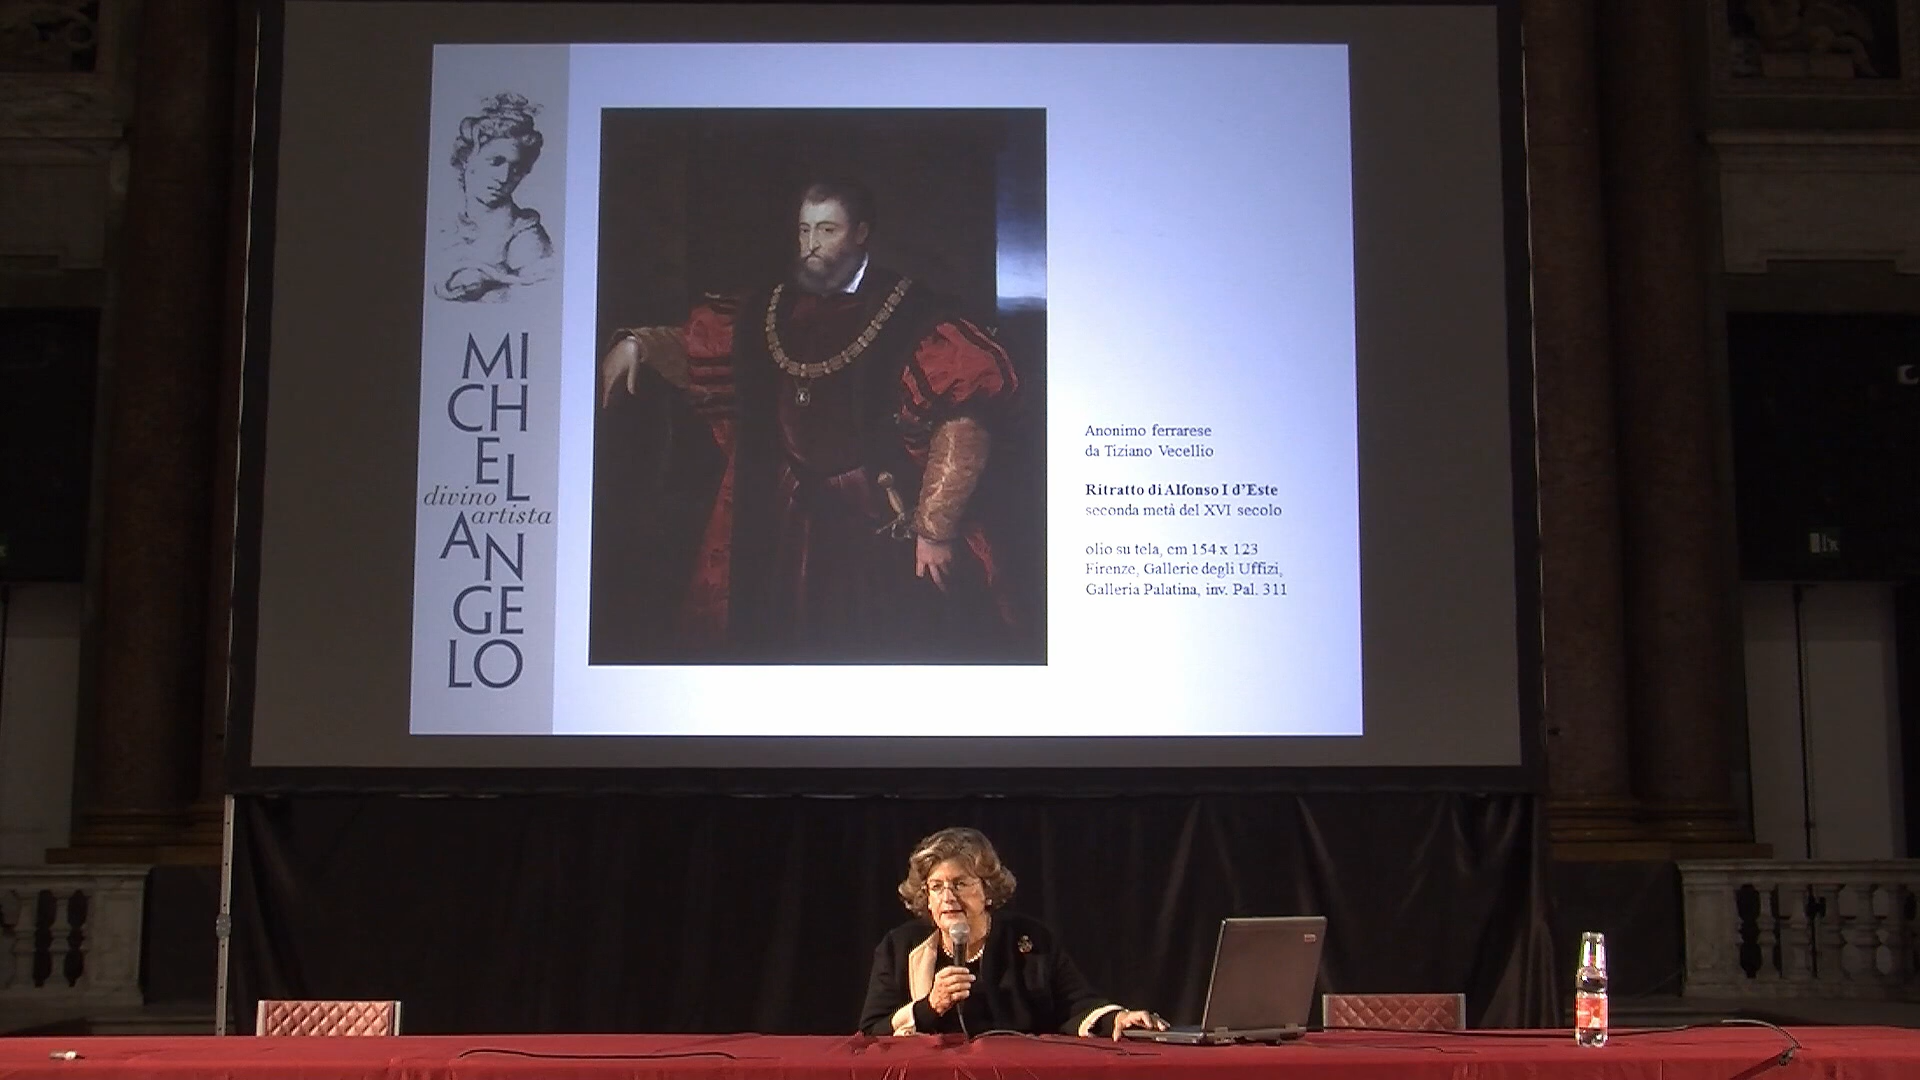 MI
CH
EL
divino
artista
AN
GE
LO
Anonimo ferrarese
da Tiziano Vecellio
Ritratto di Alfonso I d'Este
seconda metà del XVI secolo
olio su tela, cm 154 x 123
Firenze, Gallerie degli Uffizi,
Galleria Palatina, inv. Pal. 311